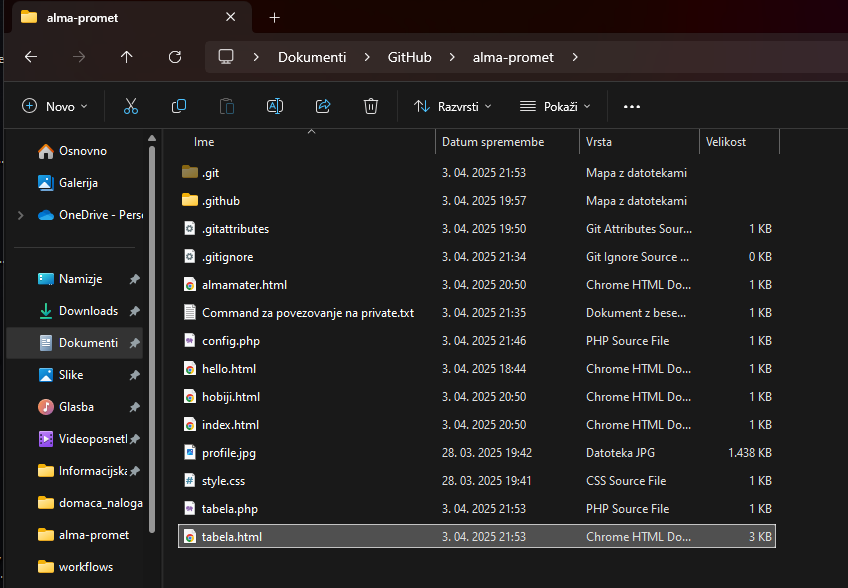 alma-promet
Dokumenti > GitHub > alma-promet >
Novo Razvrsti Pokaži
Ime Datum spremembe Vrsta Velikost
Osnovno
Galerija
OneDrive - Pers
Namizje
Downloads
Dokumenti
Slike
Glasba
Videoposnetl
Informacijska
domaca_naloga
alma-promet
workflows
.git 3. 04. 2025 21:53 Mapa z datotekami
.github 3. 04. 2025 19:57 Mapa z datotekami
.gitattributes 3. 04. 2025 19:50 Git Attributes Sour... 1 KB
.gitignore 3. 04. 2025 21:34 Git Ignore Source ... 0 KB
almamater.html 3. 04. 2025 20:50 Chrome HTML Do... 1 KB
Command za povezovanje na private.txt 3. 04. 2025 21:35 Dokument z bese... 1 KB
config.php 3. 04. 2025 21:46 PHP Source File 1 KB
hello.html 3. 04. 2025 18:44 Chrome HTML Do... 1 KB
hobiji.html 3. 04. 2025 20:50 Chrome HTML Do... 1 KB
index.html 3. 04. 2025 20:50 Chrome HTML Do... 1 KB
profile.jpg 28. 03. 2025 19:42 Datoteka JPG 1.438 KB
style.css 28. 03. 2025 19:41 CSS Source File 1 KB
tabela.php 3. 04. 2025 21:53 PHP Source File 1 KB
tabela.html 3. 04. 2025 21:53 Chrome HTML Do... 3 KB